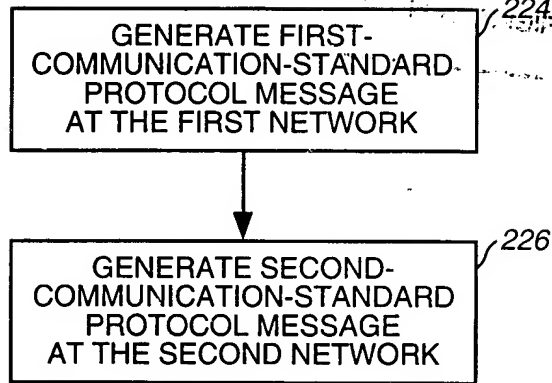 224
GENERATE FIRST-
COMMUNICATION-STANDARD-
PROTOCOL MESSAGE
AT THE FIRST NETWORK
226
GENERATE SECOND-
COMMUNICATION-STANDARD
PROTOCOL MESSAGE
AT THE SECOND NETWORK